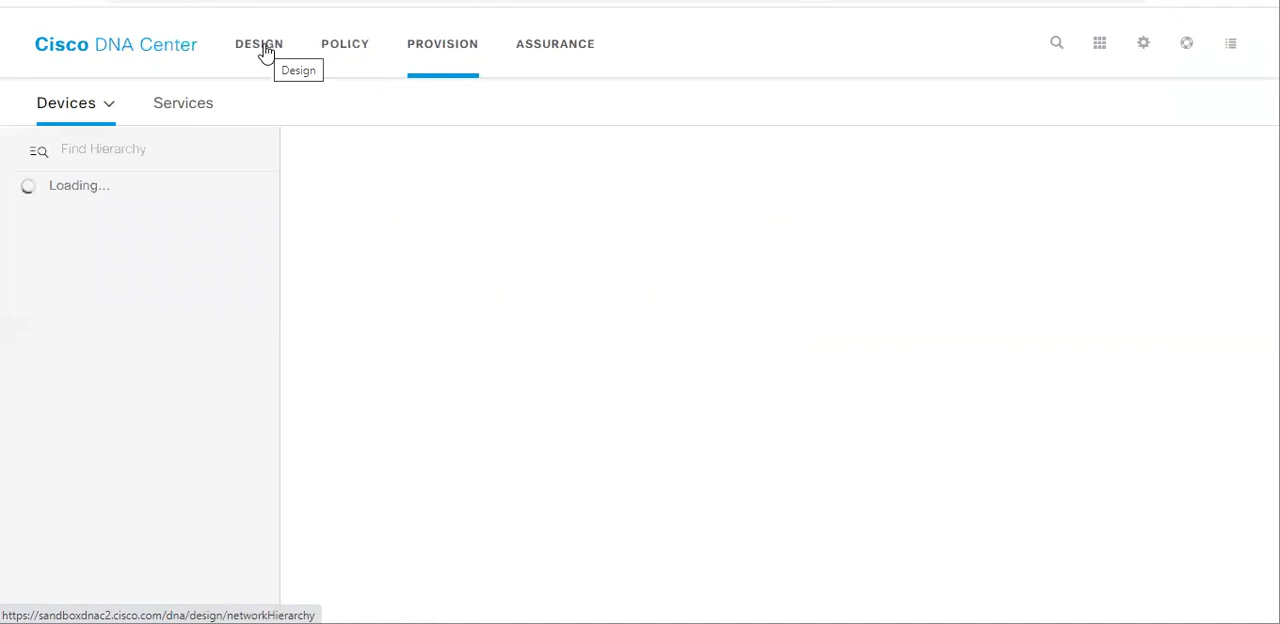 Cisco DNA Center DESIGN POLICY PROVISION ASSURANCE
Design
Devices Services
Find Hierarchy
Loading...
https://sandboxdnac2.cisco.com/dna/design/networkHierarchy